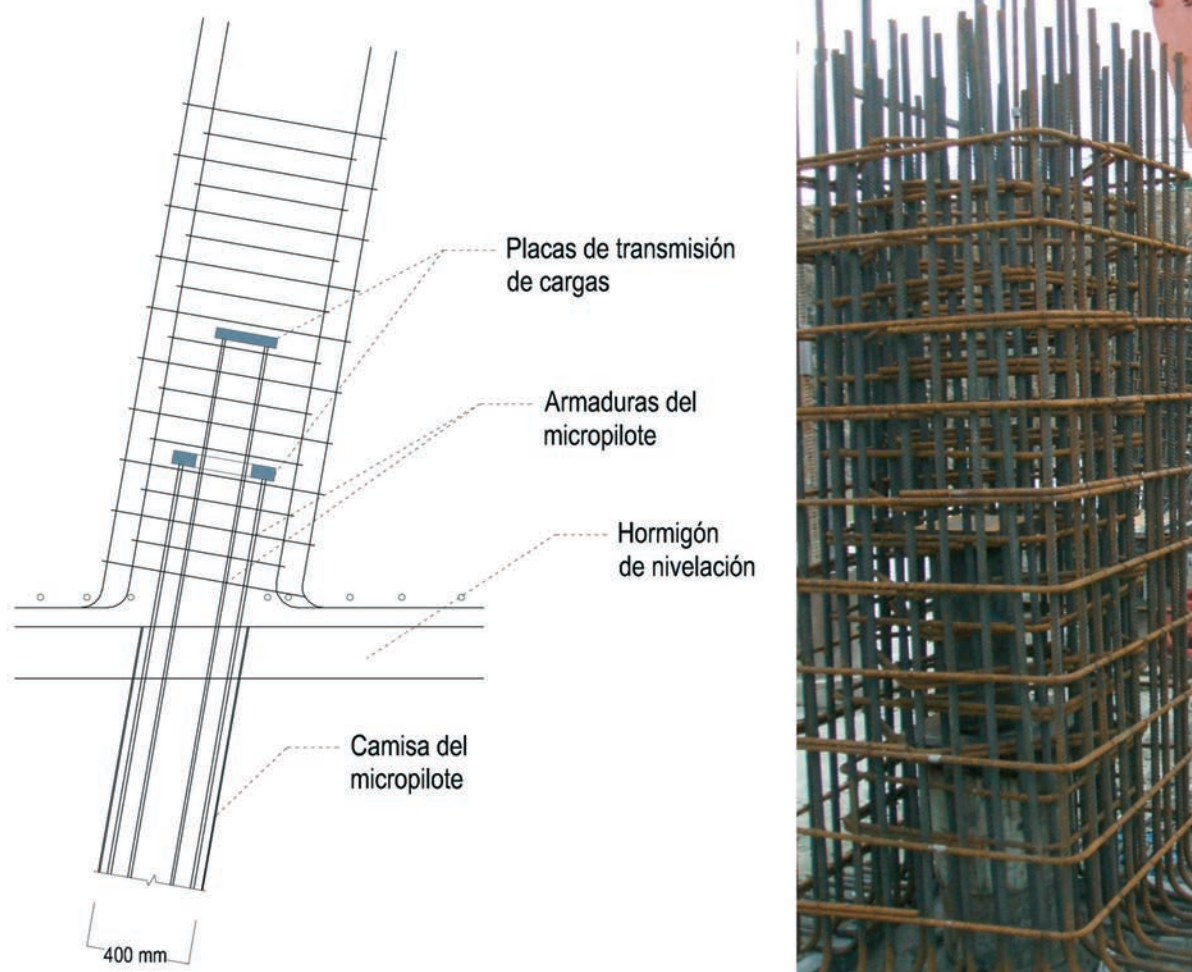 Placas de transmisión
de cargas
Armaduras del
micropilote
Hormigón
de nivelación
Camisa del
micropilote
400 mm